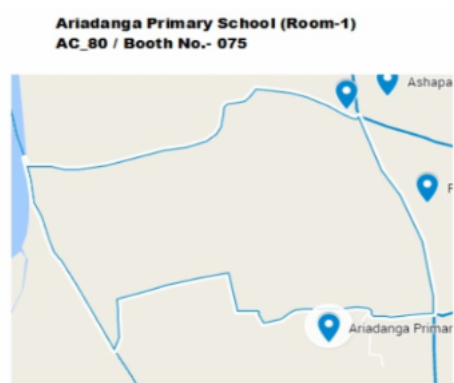 Ariadanga Primary School (Room-1)
AC_80 / Booth No.- 075
Ashapa
F
Ariadanga Primar